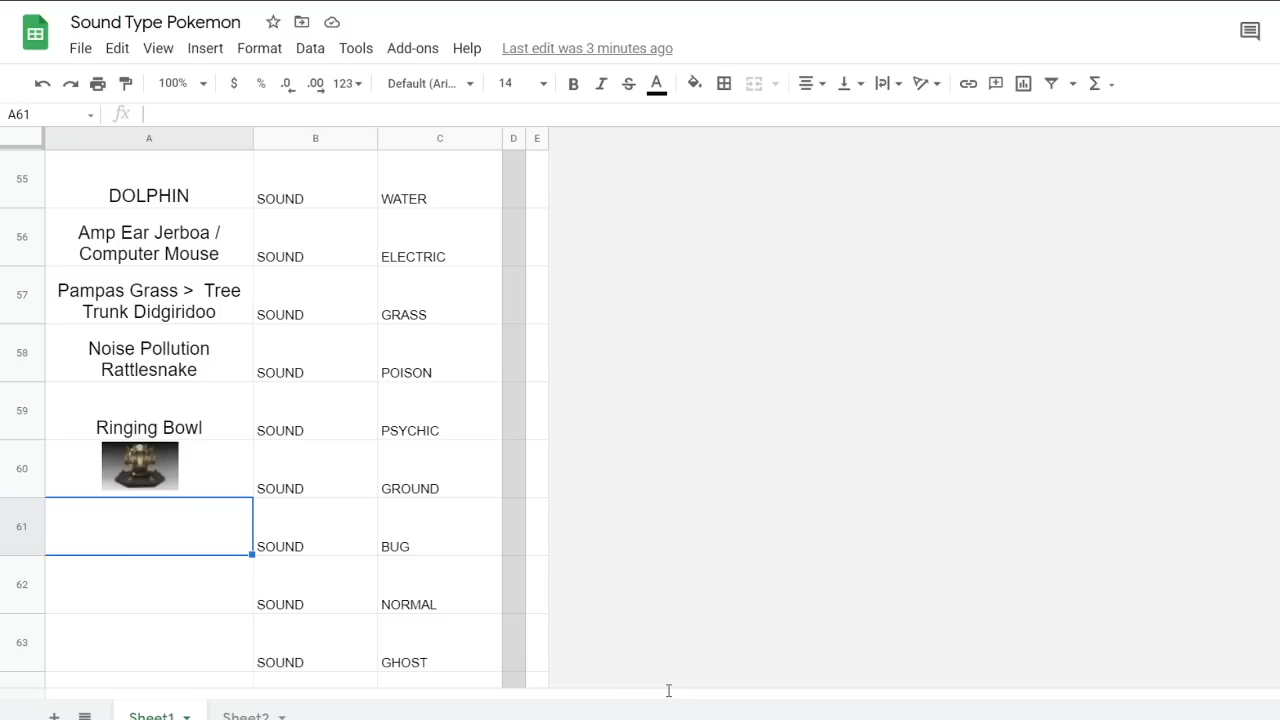 Sound Type Pokemon
File Edit View Insert Format Data Tools Add-ons Help Last edit was 3 minutes ago
100% $ % .0 .00 123 Default (Ari... 14 B I S A Σ
A61 fx
A B C D E
55 DOLPHIN SOUND WATER
56 Amp Ear Jerboa /
Computer Mouse SOUND ELECTRIC
57 Pampas Grass > Tree
Trunk Didgiridoo SOUND GRASS
58 Noise Pollution
Rattlesnake SOUND POISON
59 Ringing Bowl SOUND PSYCHIC
60 SOUND GROUND
61 SOUND BUG
62 SOUND NORMAL
63 SOUND GHOST
+ Sheet1 Sheet2